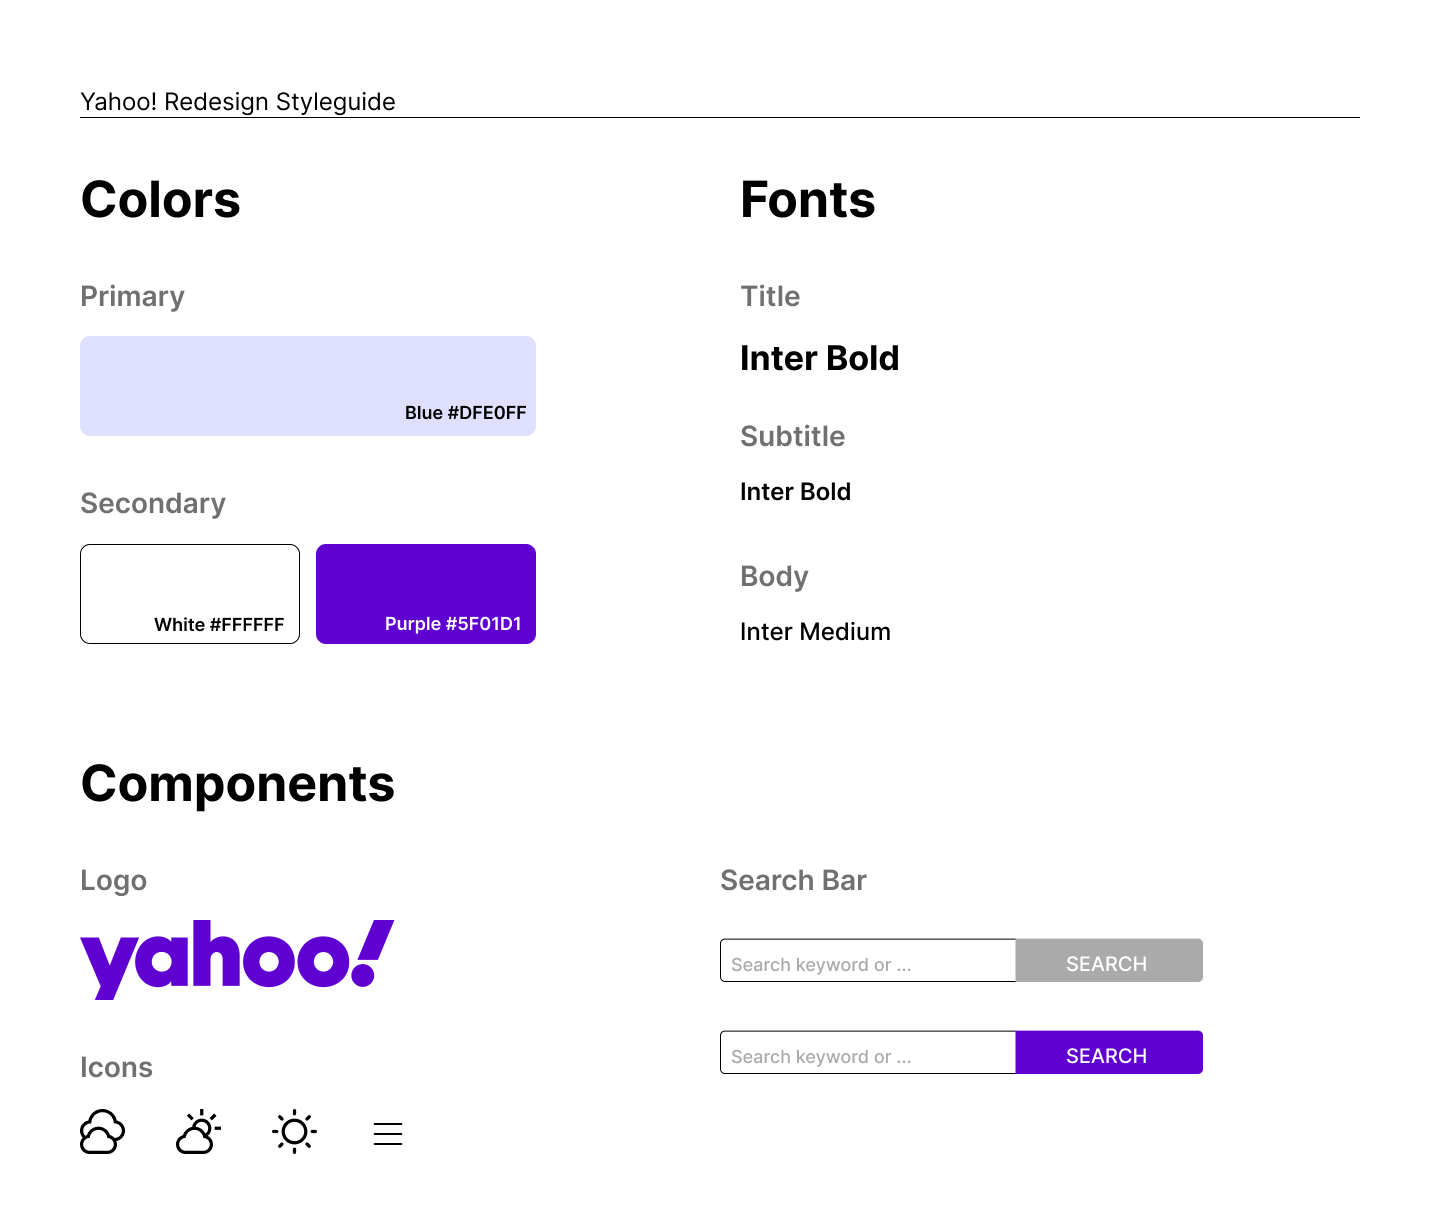 Yahoo! Redesign Styleguide
Colors
Primary
Blue #DFE0FF
Secondary
White #FFFFFF
Purple #5F01D1
Fonts
Title
Inter Bold
Subtitle
Inter Bold
Body
Inter Medium
Components
Logo
yahoo!
Icons
Search Bar
Search keyword or ... SEARCH
Search keyword or ... SEARCH